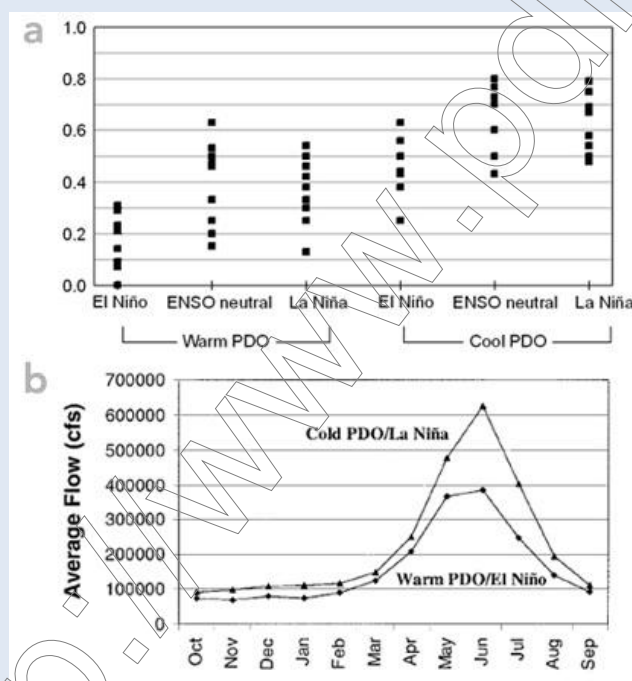 a
1.0
0.8
0.6
0.4
0.2
0.0
El Niño ENSO neutral La Niña El Niño ENSO neutral La Niña
Warm PDO Cool PDO
b
Average Flow (cfs)
700000
600000
500000
400000
300000
200000
100000
0
Cold PDO/La Niña
Warm PDO/El Niño
Oct Nov Dec Jan Feb Mar Apr May Jun Jul Aug Sep
www.pd